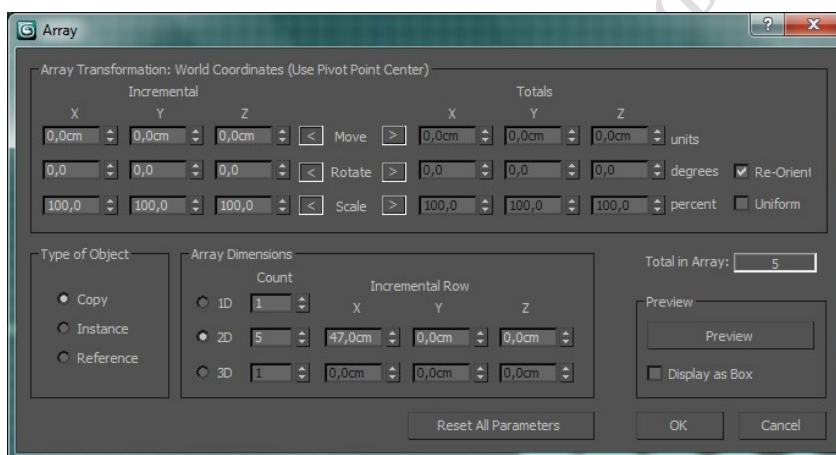 Array
Array Transformation: World Coordinates (Use Pivot Point Center)
Incremental Totals
X Y Z X Y Z
0,0cm 0,0cm 0,0cm < Move > 0,0cm 0,0cm 0,0cm units
0,0 0,0 0,0 < Rotate > 0,0 0,0 0,0 degrees Re-Orient
100,0 100,0 100,0 < Scale > 100,0 100,0 100,0 percent Uniform
Type of Object
Copy
Instance
Reference
Array Dimensions
Count
Incremental Row
1D 1 X Y Z
2D 5 47,0cm 0,0cm 0,0cm
3D 1 0,0cm 0,0cm 0,0cm
Total in Array: 5
Preview
Preview
Display as Box
Reset All Parameters OK Cancel